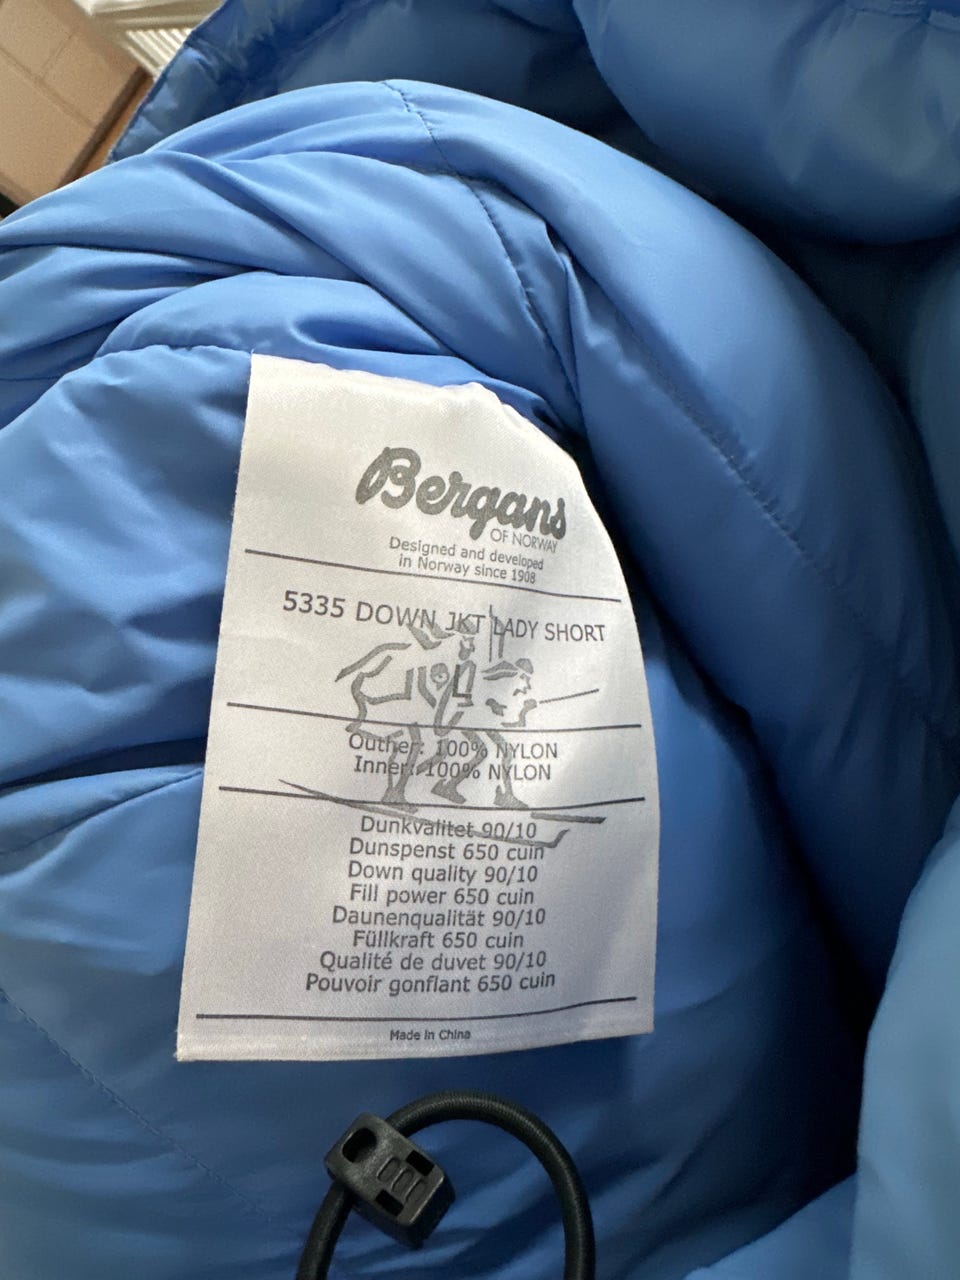 Bergans
OF NORWAY
Designed and developed
in Norway since 1908
5335 DOWN JKT LADY SHORT
Outher: 100% NYLON
Inner: 100% NYLON
Dunkvalitet 90/10
Dunspenst 650 cuin
Down quality 90/10
Fill power 650 cuin
Daunenqualität 90/10
Füllkraft 650 cuin
Qualité de duvet 90/10
Pouvoir gonflant 650 cuin
Made in China